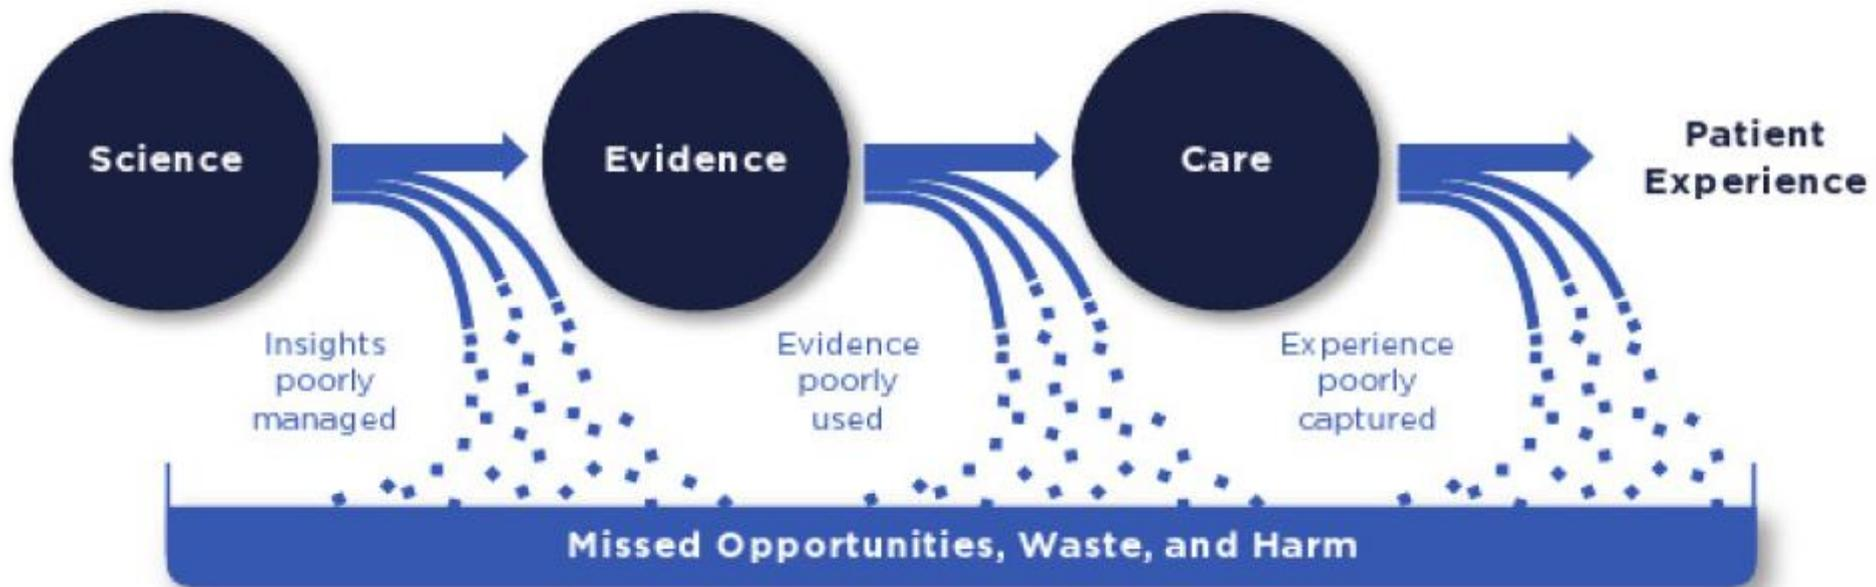 Science
Evidence
Care
Patient
Experience
Insights
poorly
managed
Evidence
poorly
used
Experience
poorly
captured
Missed Opportunities, Waste, and Harm